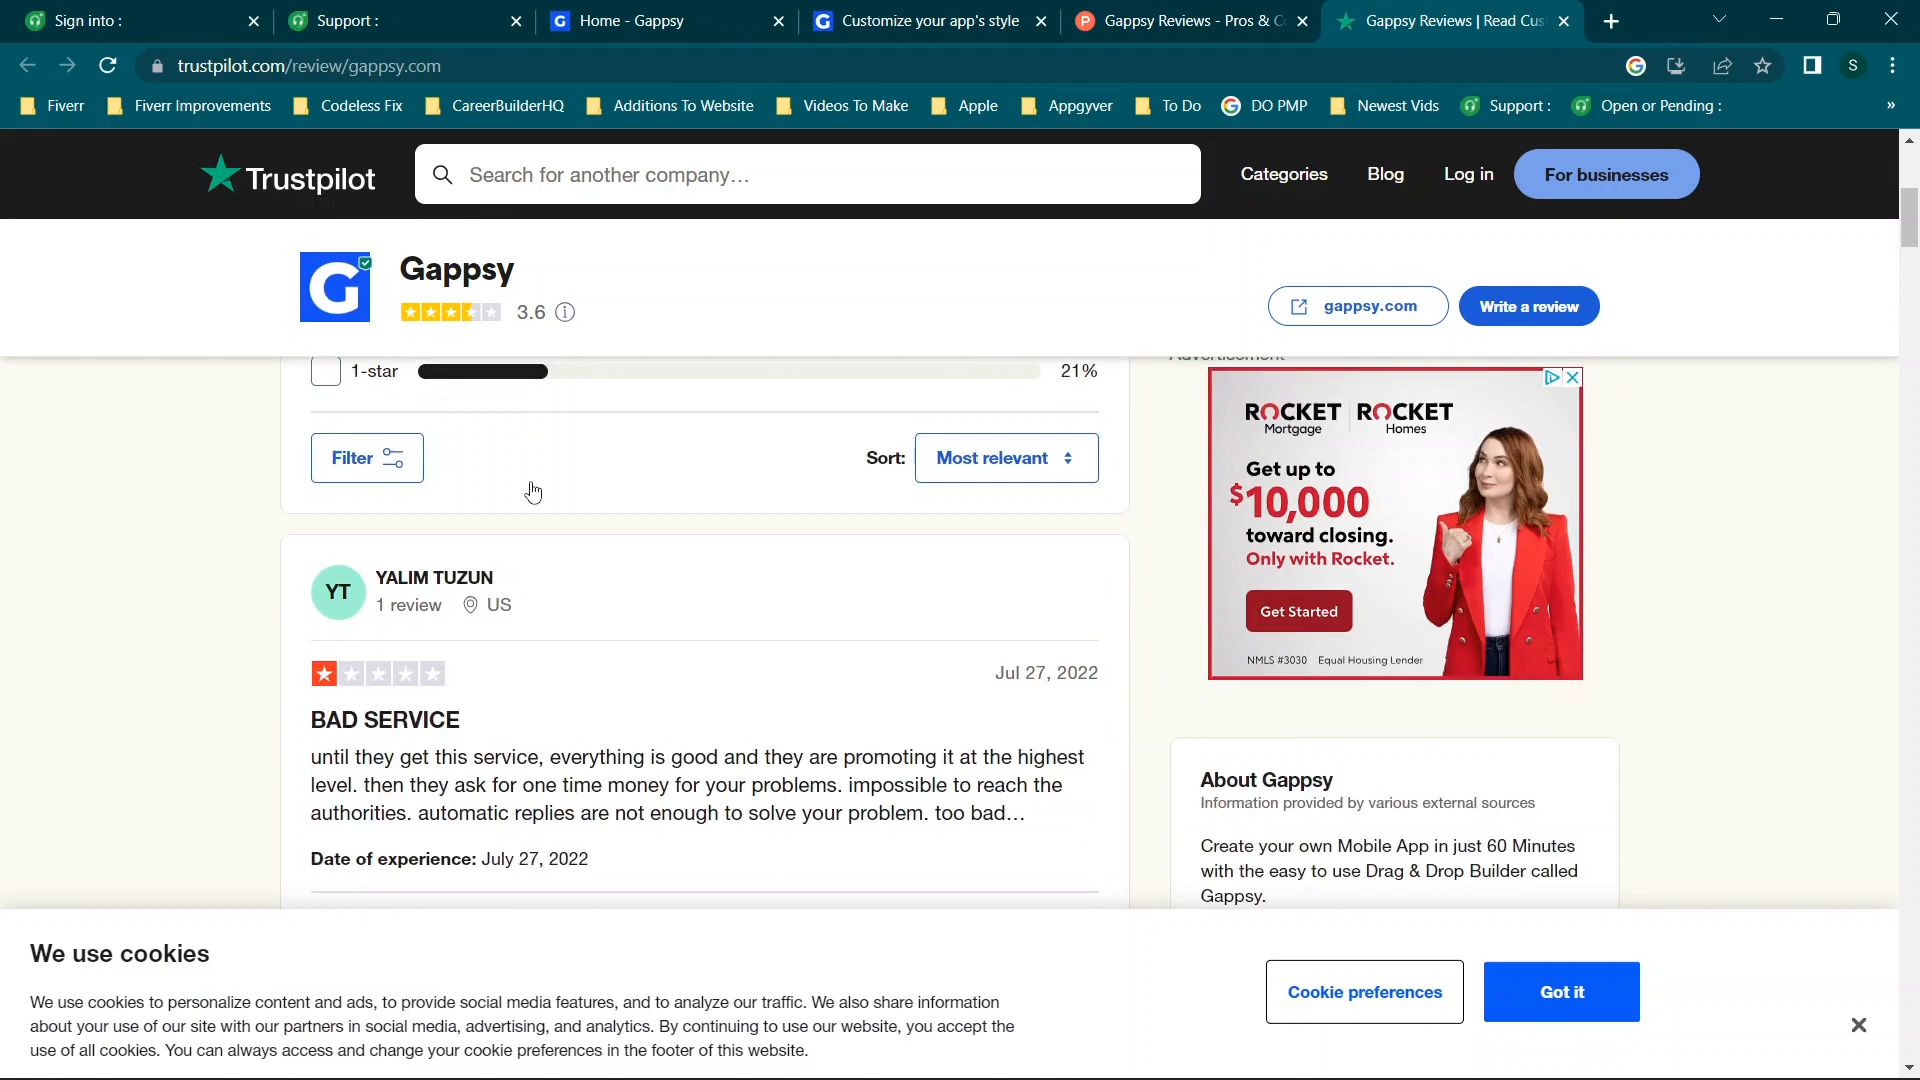 Sign into :
Support :
Home - Gappsy
Customize your app's style
Gappsy Reviews - Pros & C
Gappsy Reviews | Read Cus
trustpilot.com/review/gappsy.com
S
Fiverr
Fiverr Improvements
Codeless Fix
CareerBuilderHQ
Additions To Website
Videos To Make
Apple
Appgyver
To Do
DO PMP
Newest Vids
Support :
Open or Pending :
»
Trustpilot
Search for another company...
Categories
Blog
Log in
For businesses
G
Gappsy
3.6
gappsy.com
Write a review
1-star
21%
Advertisement
Filter
Sort:
Most relevant
ROCKET Mortgage
ROCKET Homes
Get up to
$10,000
toward closing.
Only with Rocket.
Get Started
NMLS #3030 Equal Housing Lender
YT
YALIM TUZUN
1 review US
Jul 27, 2022
BAD SERVICE
until they get this service, everything is good and they are promoting it at the highest
level. then they ask for one time money for your problems. impossible to reach the
authorities. automatic replies are not enough to solve your problem. too bad...
Date of experience: July 27, 2022
About Gappsy
Information provided by various external sources
Create your own Mobile App in just 60 Minutes
with the easy to use Drag & Drop Builder called
Gappsy.
We use cookies
We use cookies to personalize content and ads, to provide social media features, and to analyze our traffic. We also share information
about your use of our site with our partners in social media, advertising, and analytics. By continuing to use our website, you accept the
use of all cookies. You can always access and change your cookie preferences in the footer of this website.
Cookie preferences
Got it